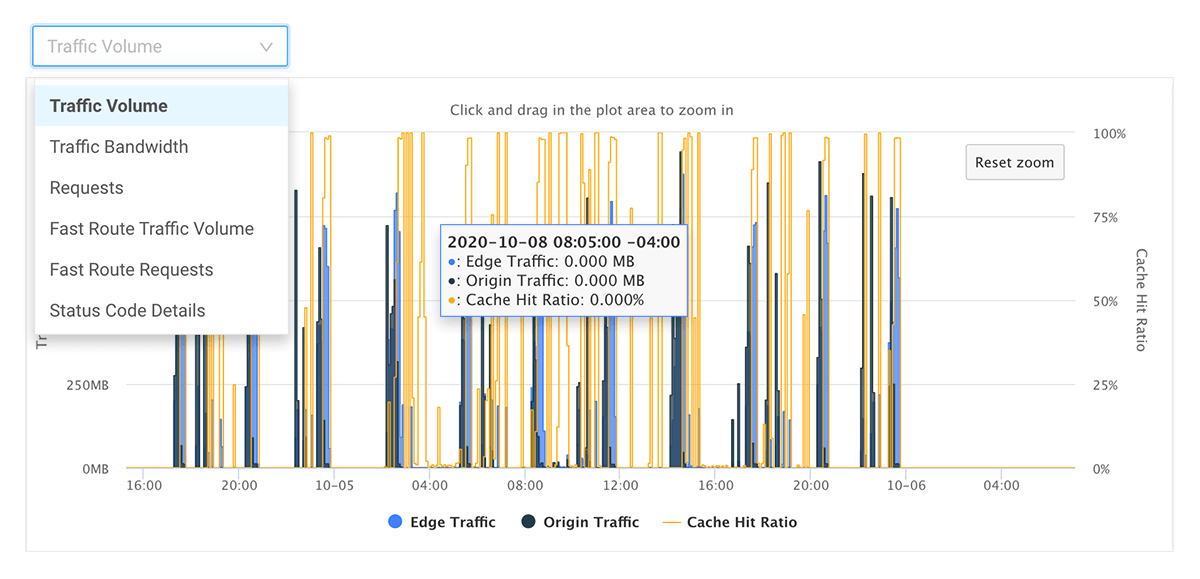 Traffic Volume
Traffic Volume
Traffic Bandwidth
Requests
Fast Route Traffic Volume
Fast Route Requests
Status Code Details
Click and drag in the plot area to zoom in
Reset zoom
2020-10-08 08:05:00 -04:00
●: Edge Traffic: 0.000 MB
●: Origin Traffic: 0.000 MB
●: Cache Hit Ratio: 0.000%
250MB
0MB
100%
75%
50%
25%
0%
Cache Hit Ratio
16:00 20:00 10-05 04:00 08:00 12:00 16:00 20:00 10-06 04:00
Edge Traffic Origin Traffic Cache Hit Ratio